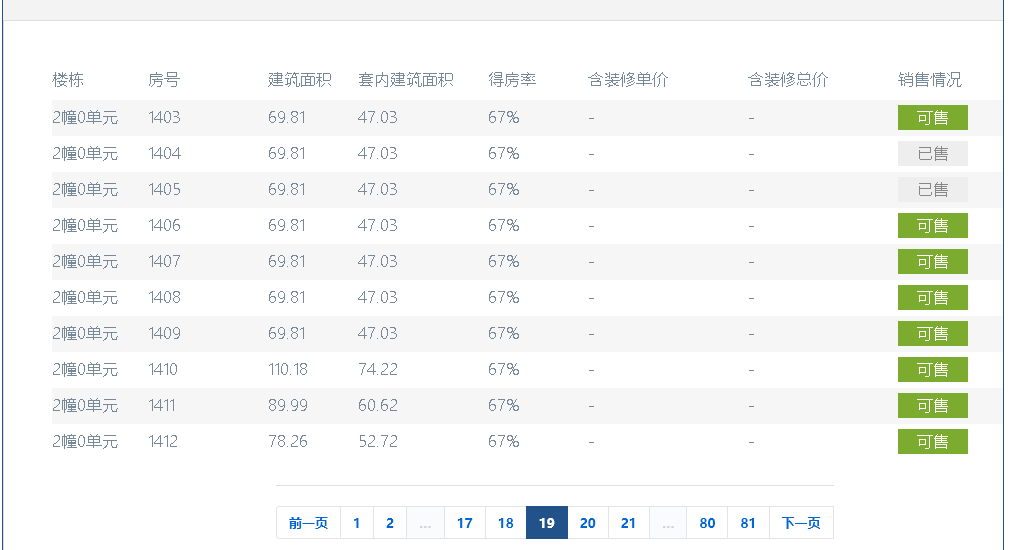 楼栋 房号 建筑面积 套内建筑面积 得房率 含装修单价 含装修总价 销售情况
2幢0单元 1403 69.81 47.03 67% - - 可售
2幢0单元 1404 69.81 47.03 67% - - 已售
2幢0单元 1405 69.81 47.03 67% - - 已售
2幢0单元 1406 69.81 47.03 67% - - 可售
2幢0单元 1407 69.81 47.03 67% - - 可售
2幢0单元 1408 69.81 47.03 67% - - 可售
2幢0单元 1409 69.81 47.03 67% - - 可售
2幢0单元 1410 110.18 74.22 67% - - 可售
2幢0单元 1411 89.99 60.62 67% - - 可售
2幢0单元 1412 78.26 52.72 67% - - 可售
前一页 1 2 ... 17 18 19 20 21 ... 80 81 下一页